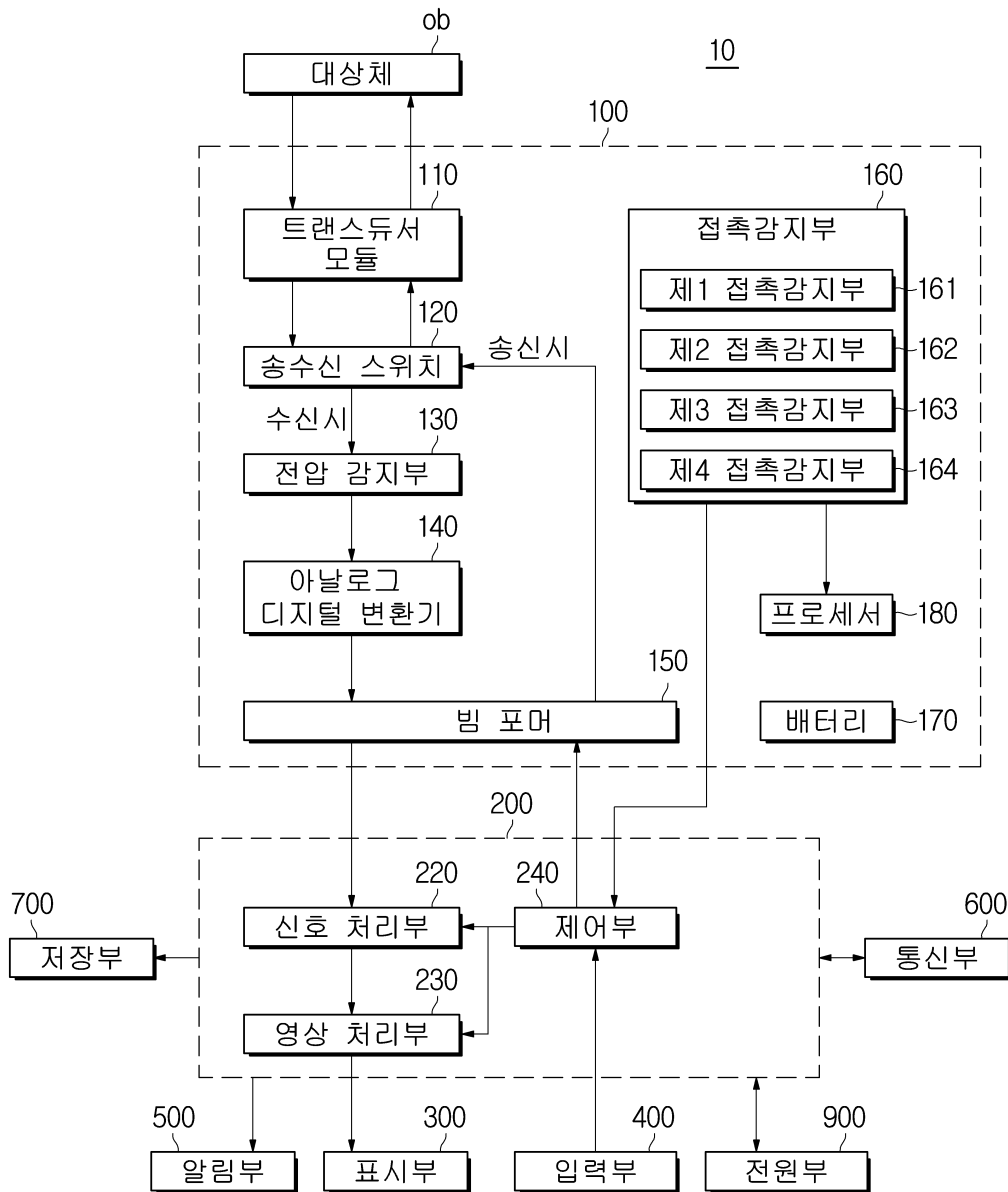 ob
대상체
10
100
110
트랜스듀서
모듈
160
접촉감지부
제1 접촉감지부
161
120
송수신 스위치
송신시
제2 접촉감지부
162
수신시
130
제3 접촉감지부
163
전압 감지부
제4 접촉감지부
164
140
아날로그
디지털 변환기
프로세서
180
150
빔 포머
배터리
170
200
220
신호 처리부
240
제어부
700
저장부
600
통신부
230
영상 처리부
500
알림부
300
표시부
400
입력부
900
전원부